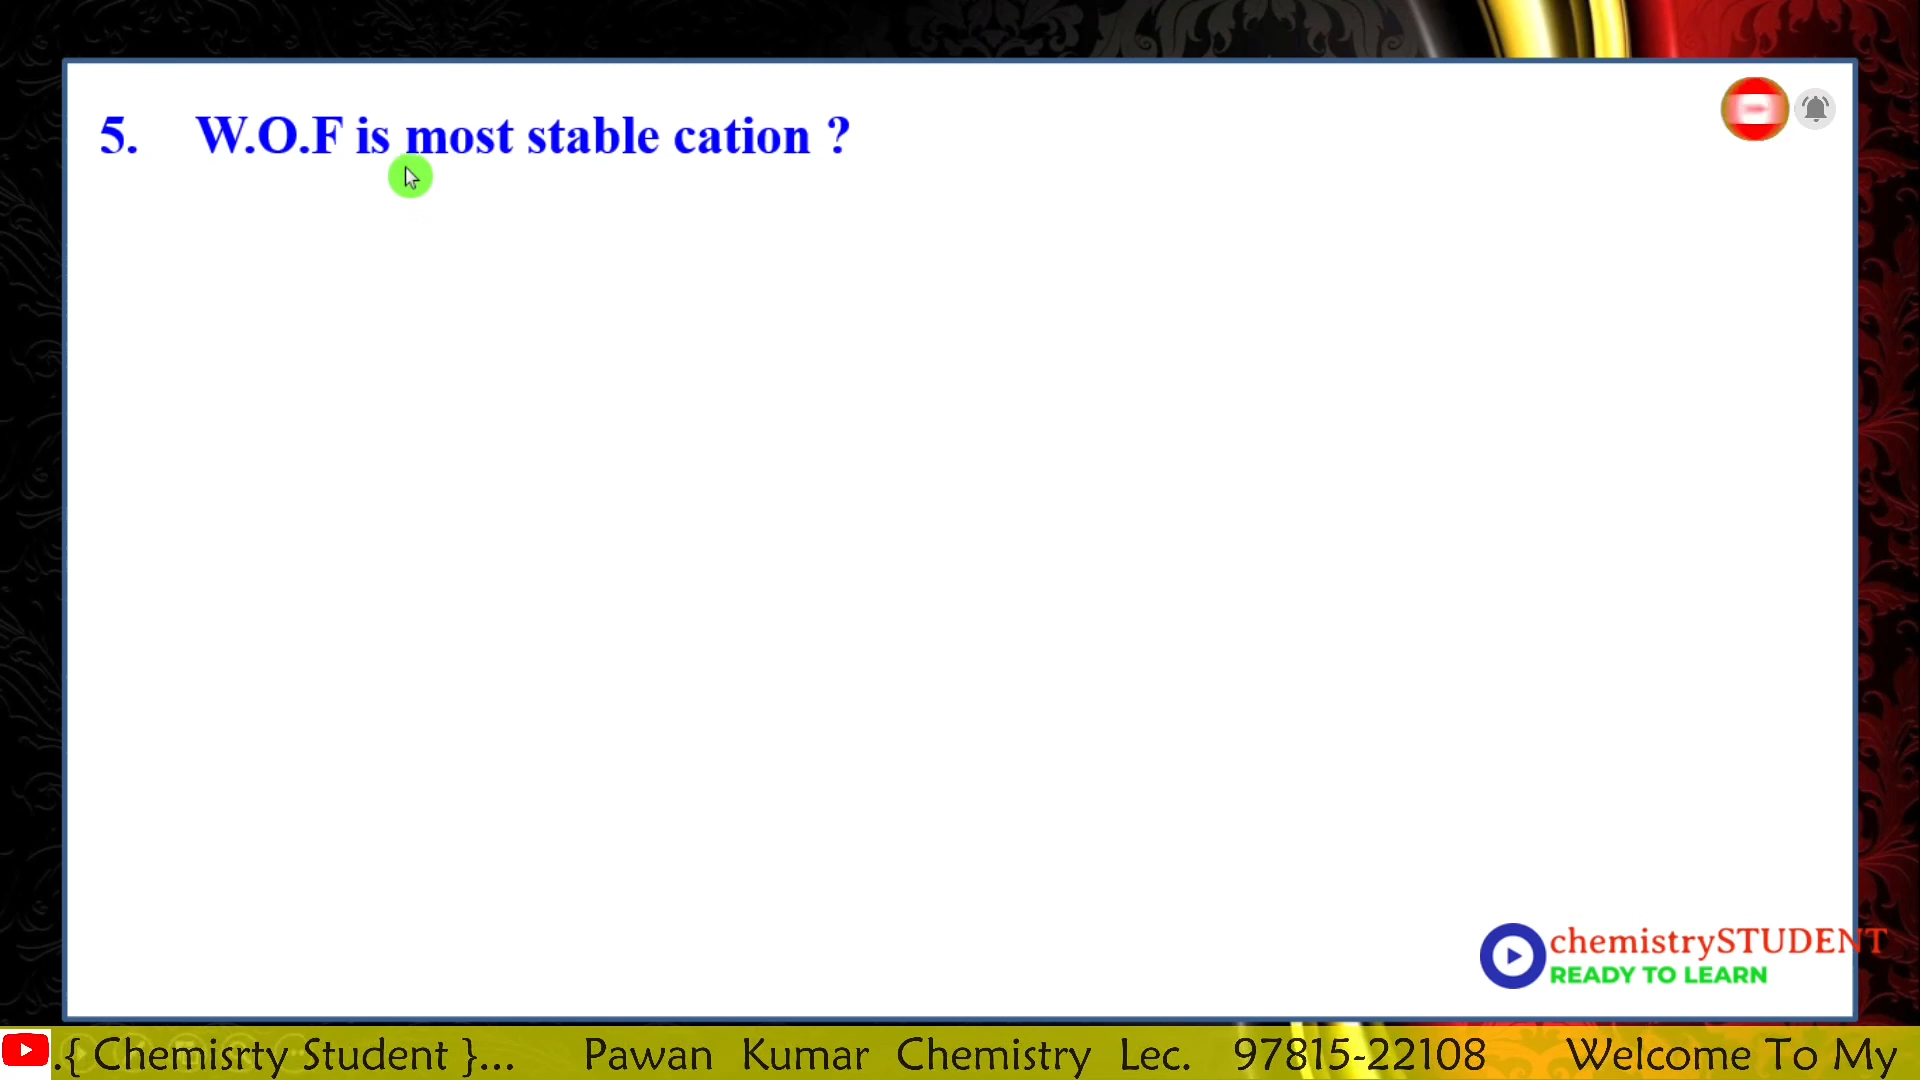 5. W.O.F is most stable cation ?
chemistrySTUDENT
READY TO LEARN
.{ Chemisrty Student }... Pawan Kumar Chemistry Lec. 97815-22108 Welcome To My